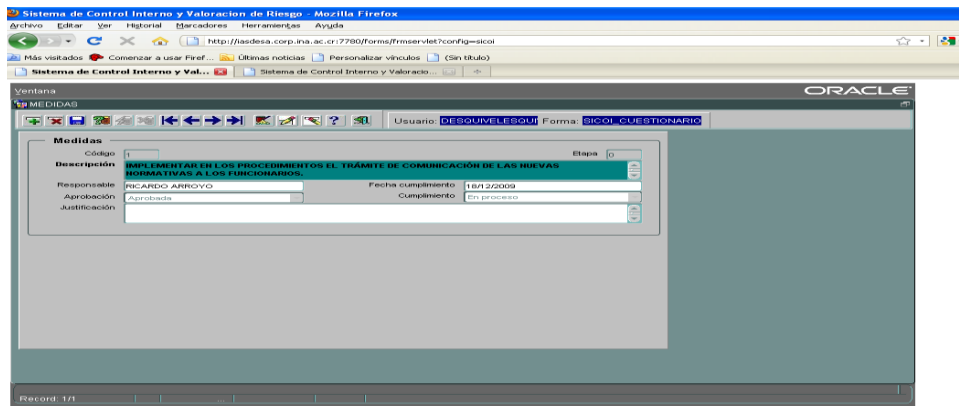 Sistema de Control Interno y Valoracion de Riesgo - Mozilla Firefox
Archivo Editar Ver Historial Marcadores Herramientas Ayuda
http://iasdesa.corp.ina.ac.cr:7780/forms/frmservlet?config=sicoi
Más visitados Comenzar a usar Firef... Últimas noticias Personalizar vínculos (Sin título)
Sistema de Control Interno y Val... Sistema de Control Interno y Valoracio...
Ventana ORACLE
MEDIDAS
Usuario: DESQUIVELESQUI Forma: SICOI_CUESTIONARIO
Medidas
Código 1 Etapa 0
Descripción IMPLEMENTAR EN LOS PROCEDIMIENTOS EL TRÁMITE DE COMUNICACIÓN DE LAS NUEVAS
NORMATIVAS A LOS FUNCIONARIOS.
Responsable RICARDO ARROYO Fecha cumplimiento 18/12/2009
Aprobación Aprobada Cumplimiento En proceso
Justificación
Record: 1/1 ...